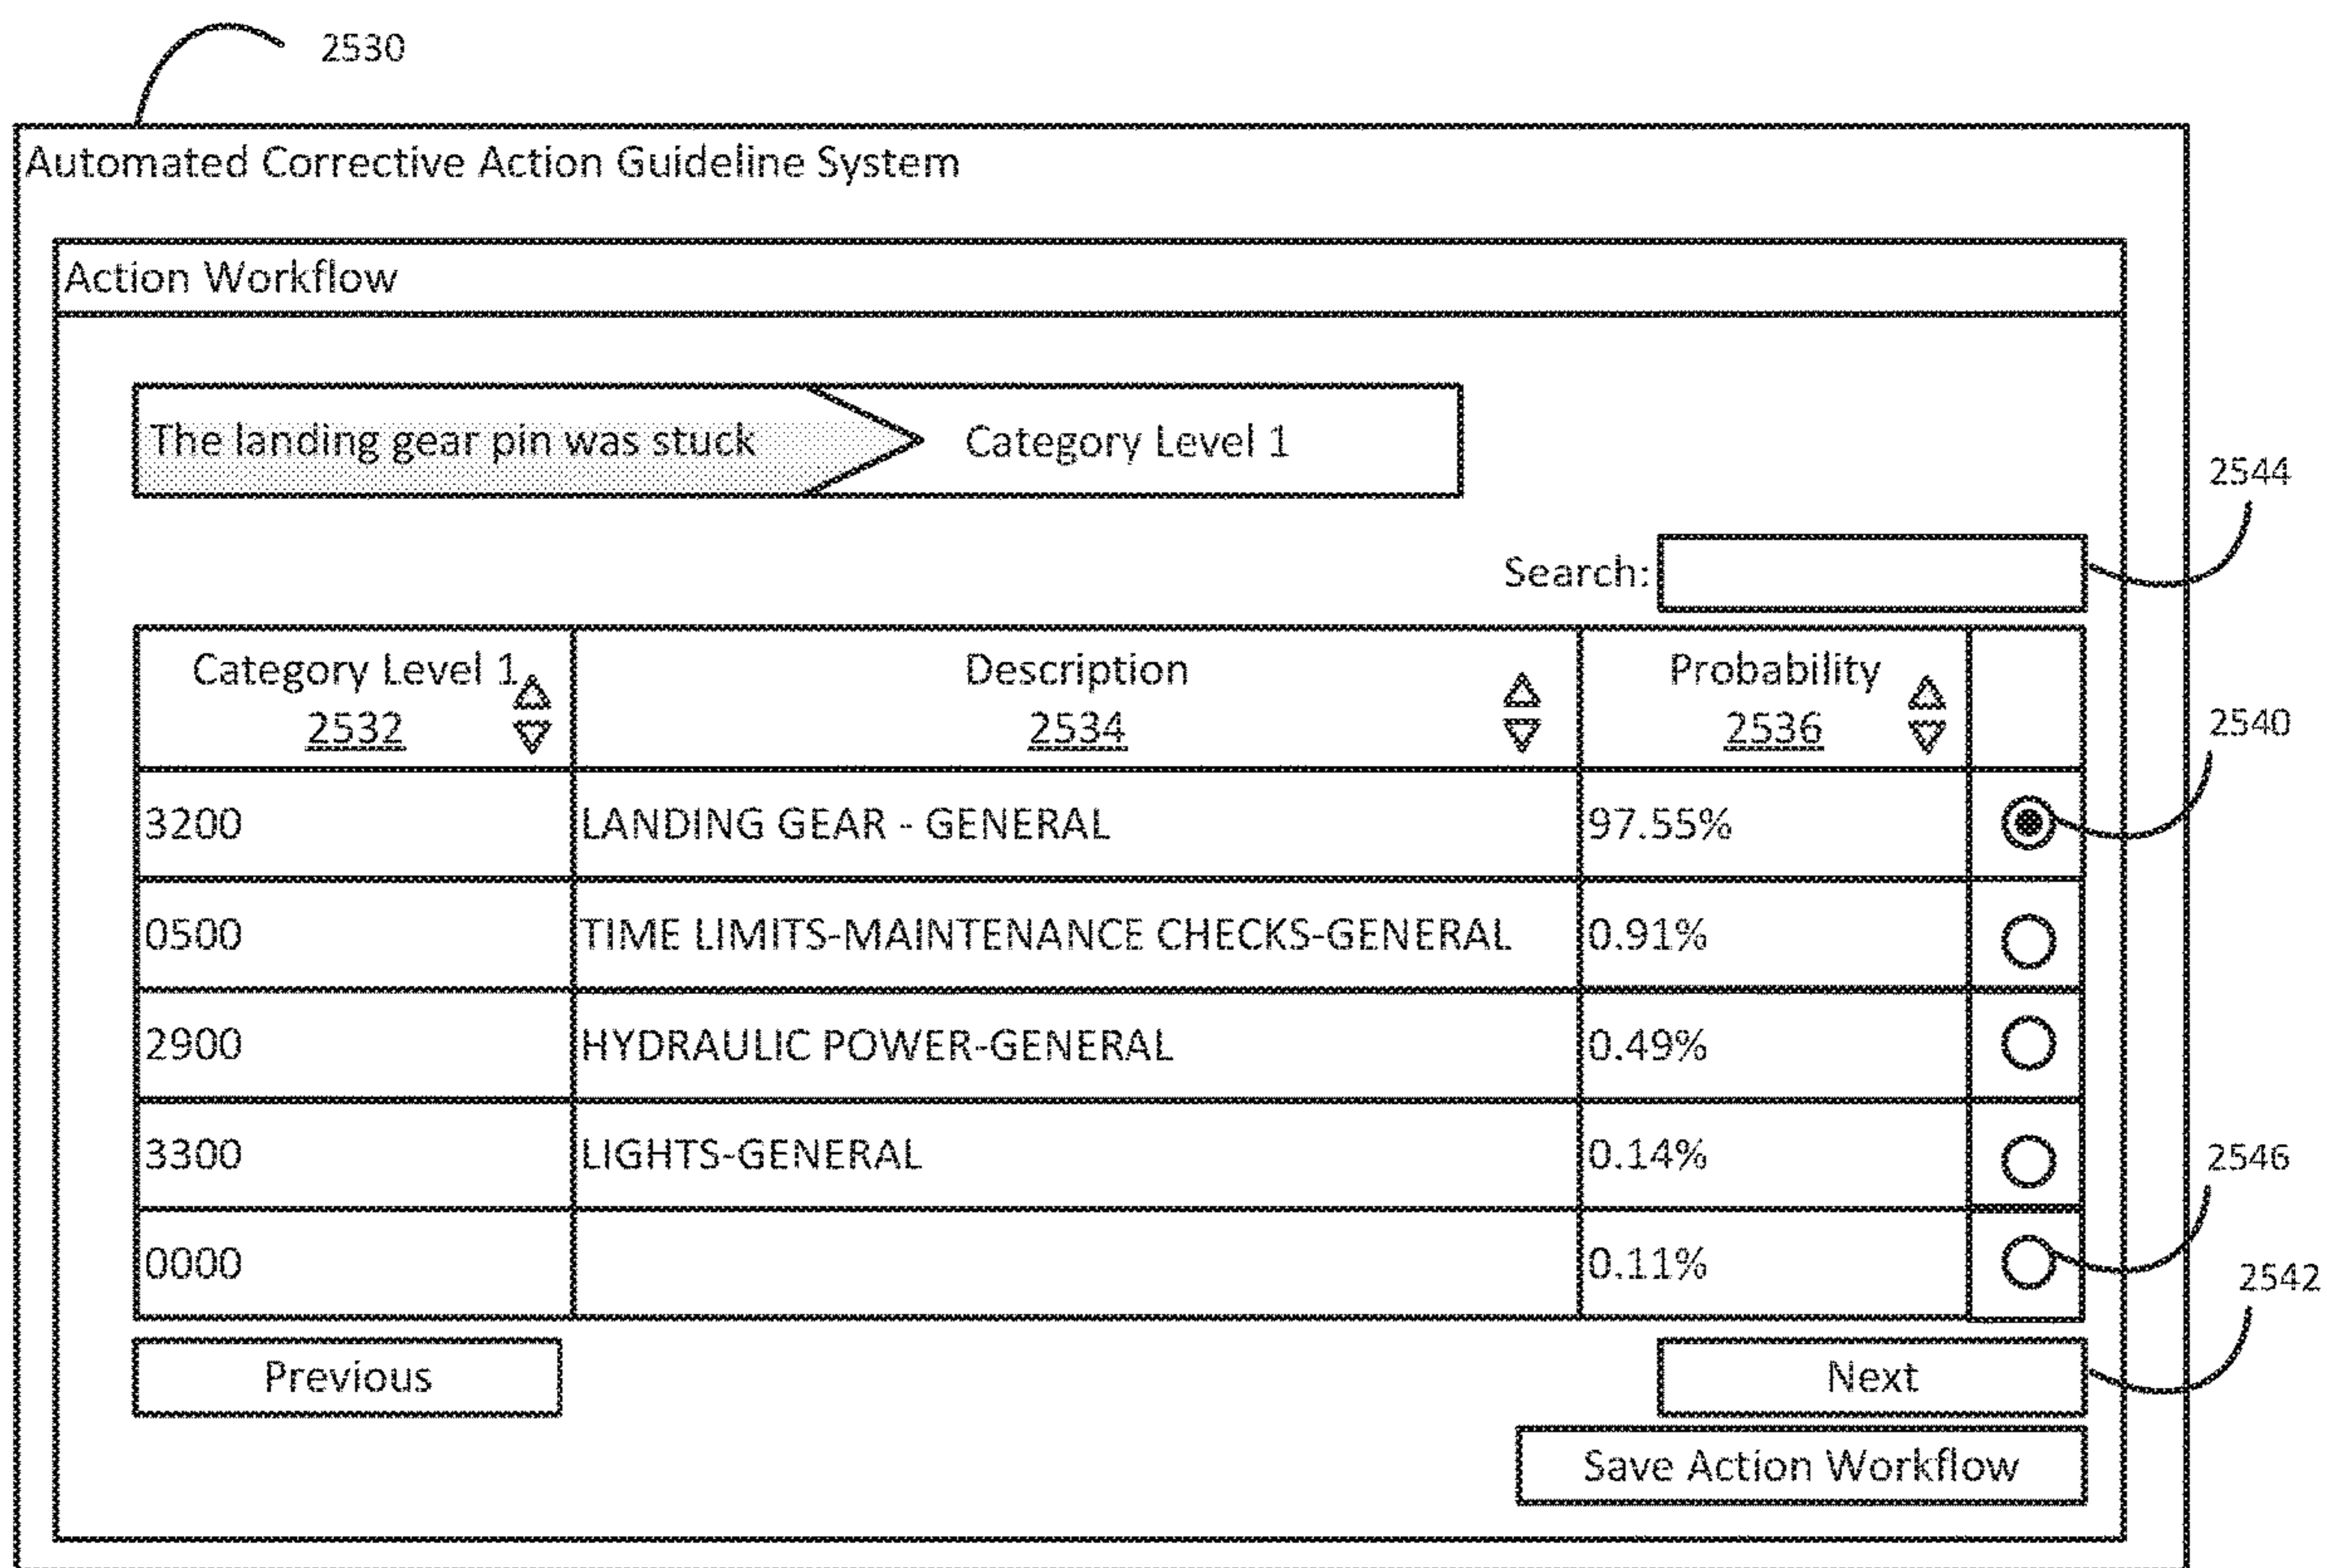 2530
Automated Corrective Action Guideline System
Action Workflow
The landing gear pin was stuck Category Level 1
2544
Search:
Category Level 1 Description Probability
2532 2534 2536
2540
3200 LANDING GEAR - GENERAL 97.55%
0500 TIME LIMITS-MAINTENANCE CHECKS-GENERAL 0.91%
2900 HYDRAULIC POWER-GENERAL 0.49%
3300 LIGHTS-GENERAL 0.14%
2546
0000 0.11%
2542
Previous Next
Save Action Workflow